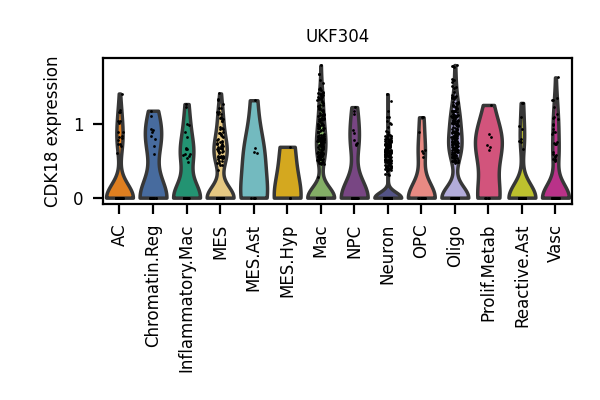 UKF304
CDK18 expression
1
0
AC
Chromatin.Reg
Inflammatory.Mac
MES
MES.Ast
MES.Hyp
Mac
NPC
Neuron
OPC
Oligo
Prolif.Metab
Reactive.Ast
Vasc